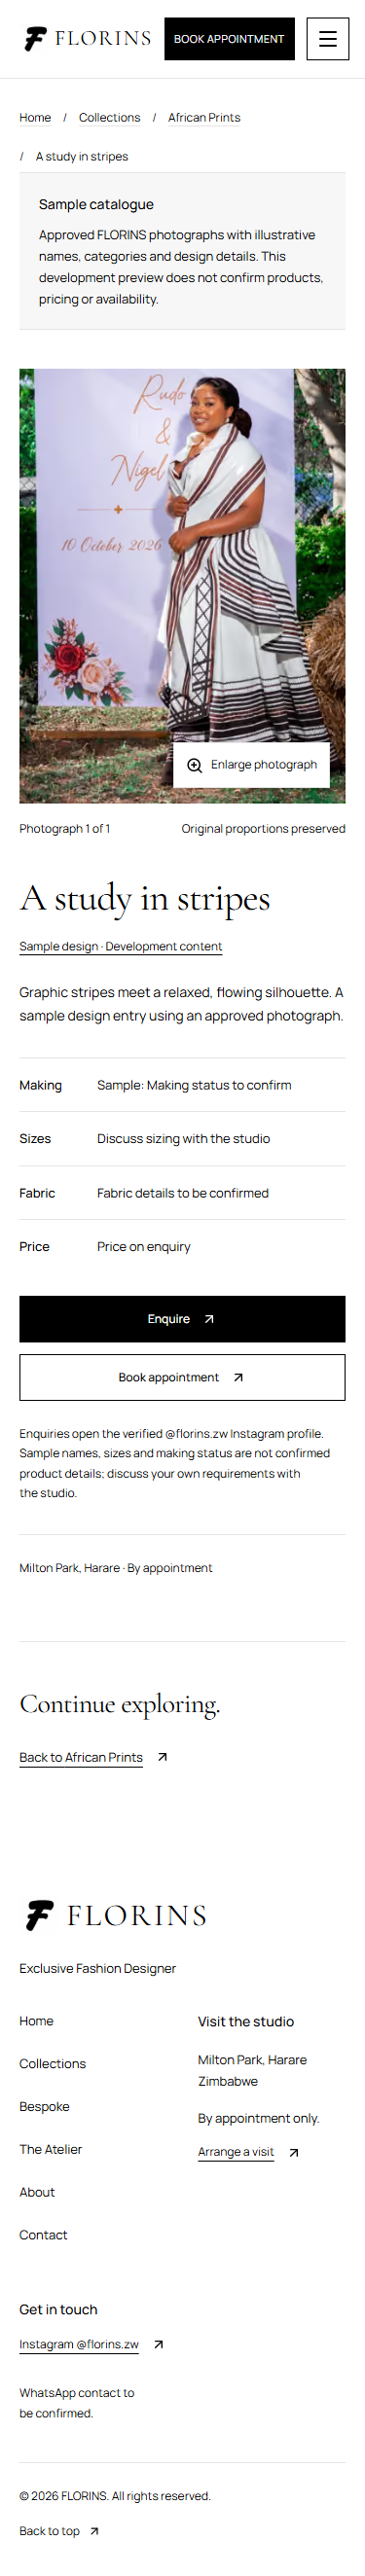 FLORINS
BOOK APPOINTMENT
Home / Collections / African Prints
/ A study in stripes
Sample catalogue
Approved FLORINS photographs with illustrative
names, categories and design details. This
development preview does not confirm products,
pricing or availability.
Rudo
&
Nigel
10 October 2026
Enlarge photograph
Photograph 1 of 1
Original proportions preserved
A study in stripes
Sample design · Development content
Graphic stripes meet a relaxed, flowing silhouette. A
sample design entry using an approved photograph.
Making Sample: Making status to confirm
Sizes Discuss sizing with the studio
Fabric Fabric details to be confirmed
Price Price on enquiry
Enquire
Book appointment
Enquiries open the verified @florins.zw Instagram profile.
Sample names, sizes and making status are not confirmed
product details; discuss your own requirements with
the studio.
Milton Park, Harare · By appointment
Continue exploring.
Back to African Prints
FLORINS
Exclusive Fashion Designer
Home
Collections
Bespoke
The Atelier
About
Contact
Visit the studio
Milton Park, Harare
Zimbabwe
By appointment only.
Arrange a visit
Get in touch
Instagram @florins.zw
WhatsApp contact to
be confirmed.
© 2026 FLORINS. All rights reserved.
Back to top